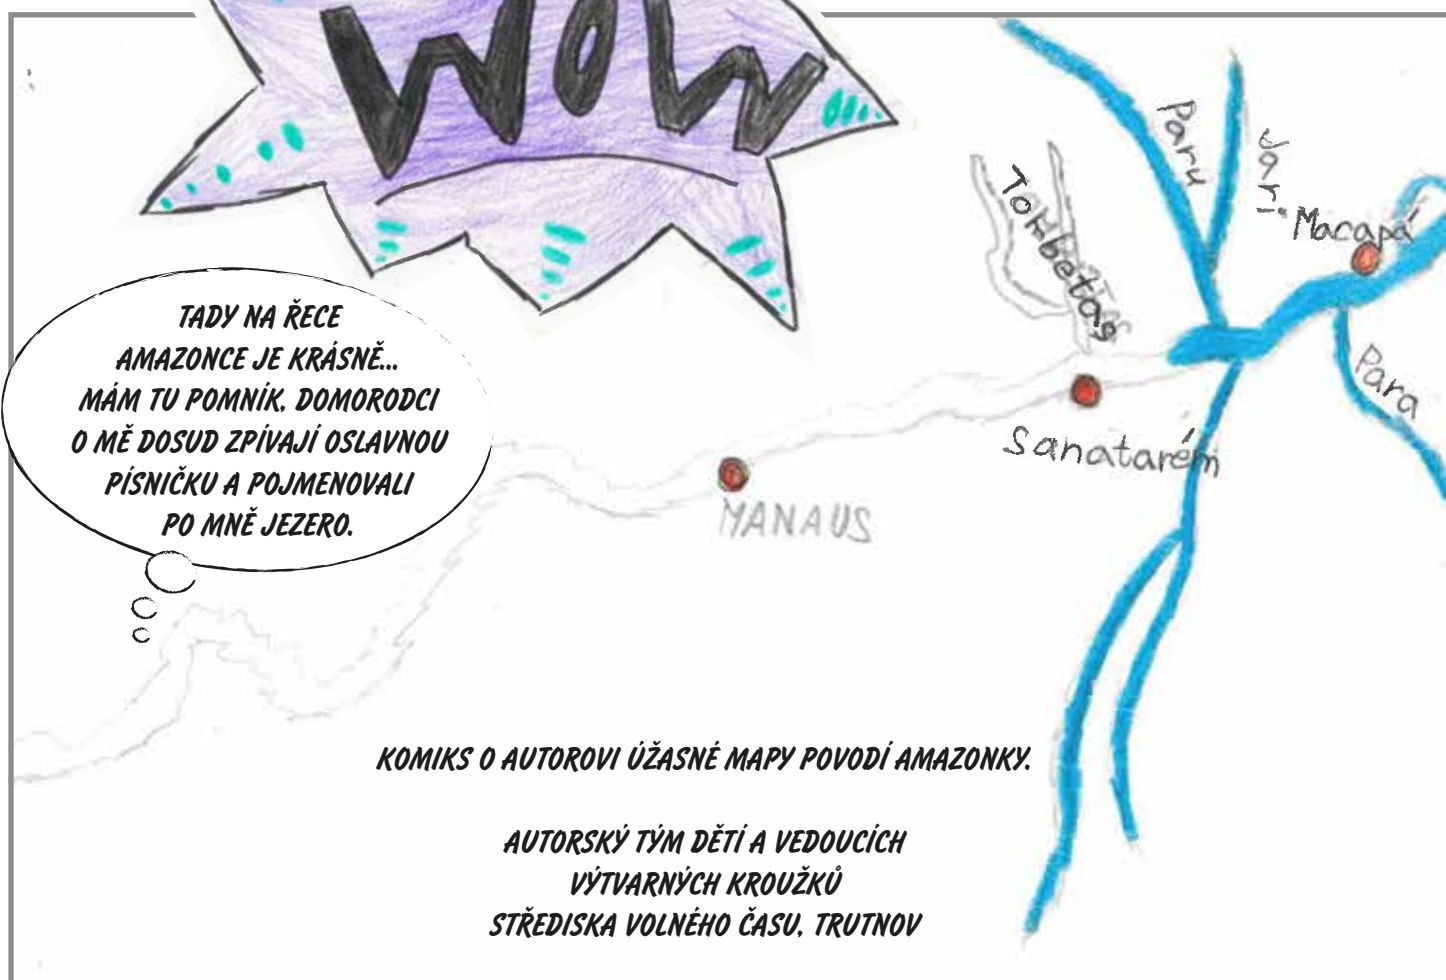 WOW
Paru
Jari
Tombetas
Macapá
TADY NA ŘECE
AMAZONCE JE KRÁSNĚ...
MÁM TU POMNÍK, DOMORODCI
O MĚ DOSUD ZPÍVAJÍ OSLAVNOU
PÍSNIČKU A POJMENOVALI
PO MNĚ JEZERO.
Para
Sanatarém
MANAUS
KOMIKS O AUTOROVI ÚŽASNÉ MAPY POVODÍ AMAZONKY.
AUTORSKÝ TÝM DĚTÍ A VEDOUCÍCH
VÝTVARNÝCH KROUŽKŮ
STŘEDISKA VOLNÉHO ČASU, TRUTNOV